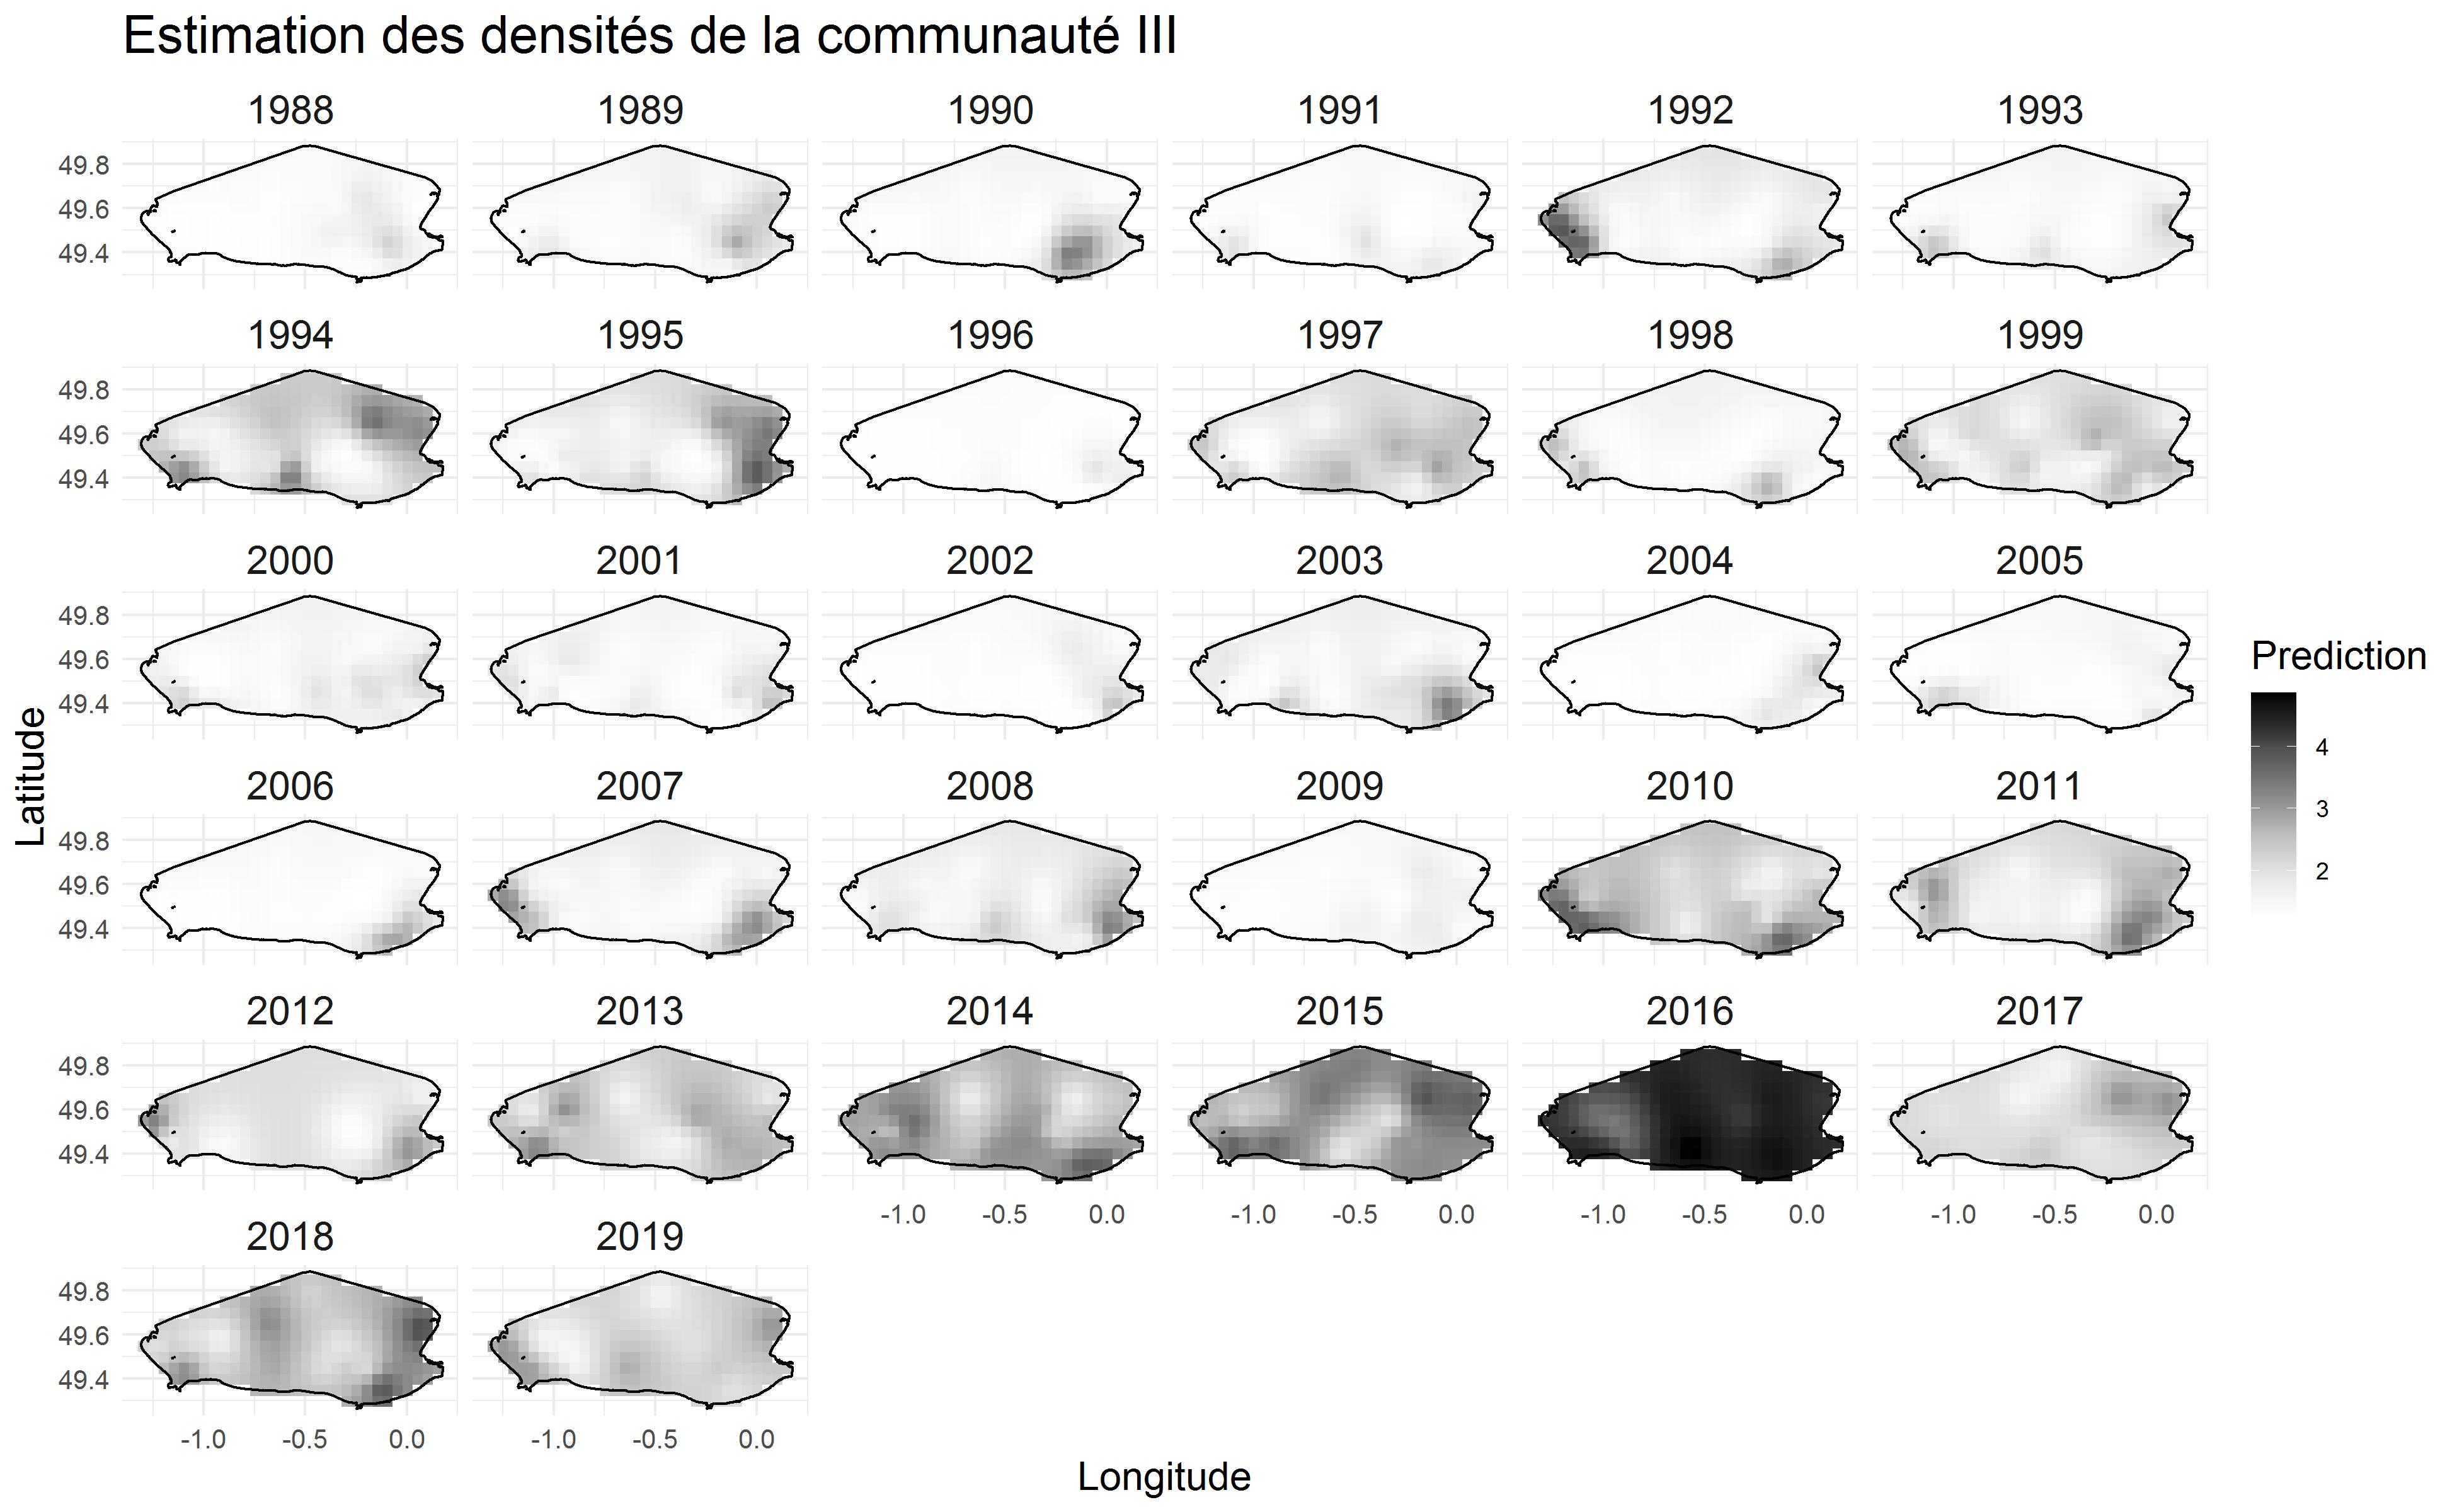 Estimation des densités de la communauté III
1988 1989 1990 1991 1992 1993
49.8
49.6
49.4
1994 1995 1996 1997 1998 1999
49.8
49.6
49.4
2000 2001 2002 2003 2004 2005
49.8
49.6
49.4
2006 2007 2008 2009 2010 2011
49.8
49.6
49.4
2012 2013 2014 2015 2016 2017
49.8
49.6
49.4
-1.0 -0.5 0.0 -1.0 -0.5 0.0 -1.0 -0.5 0.0 -1.0 -0.5 0.0
2018 2019
49.8
49.6
49.4
-1.0 -0.5 0.0 -1.0 -0.5 0.0
Longitude
Latitude
Prediction
4
3
2